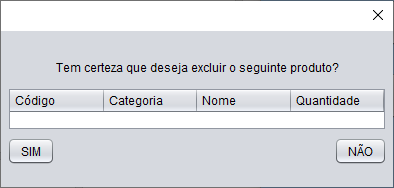 Tem certeza que deseja excluir o seguinte produto?
Código Categoria Nome Quantidade
SIM NÃO